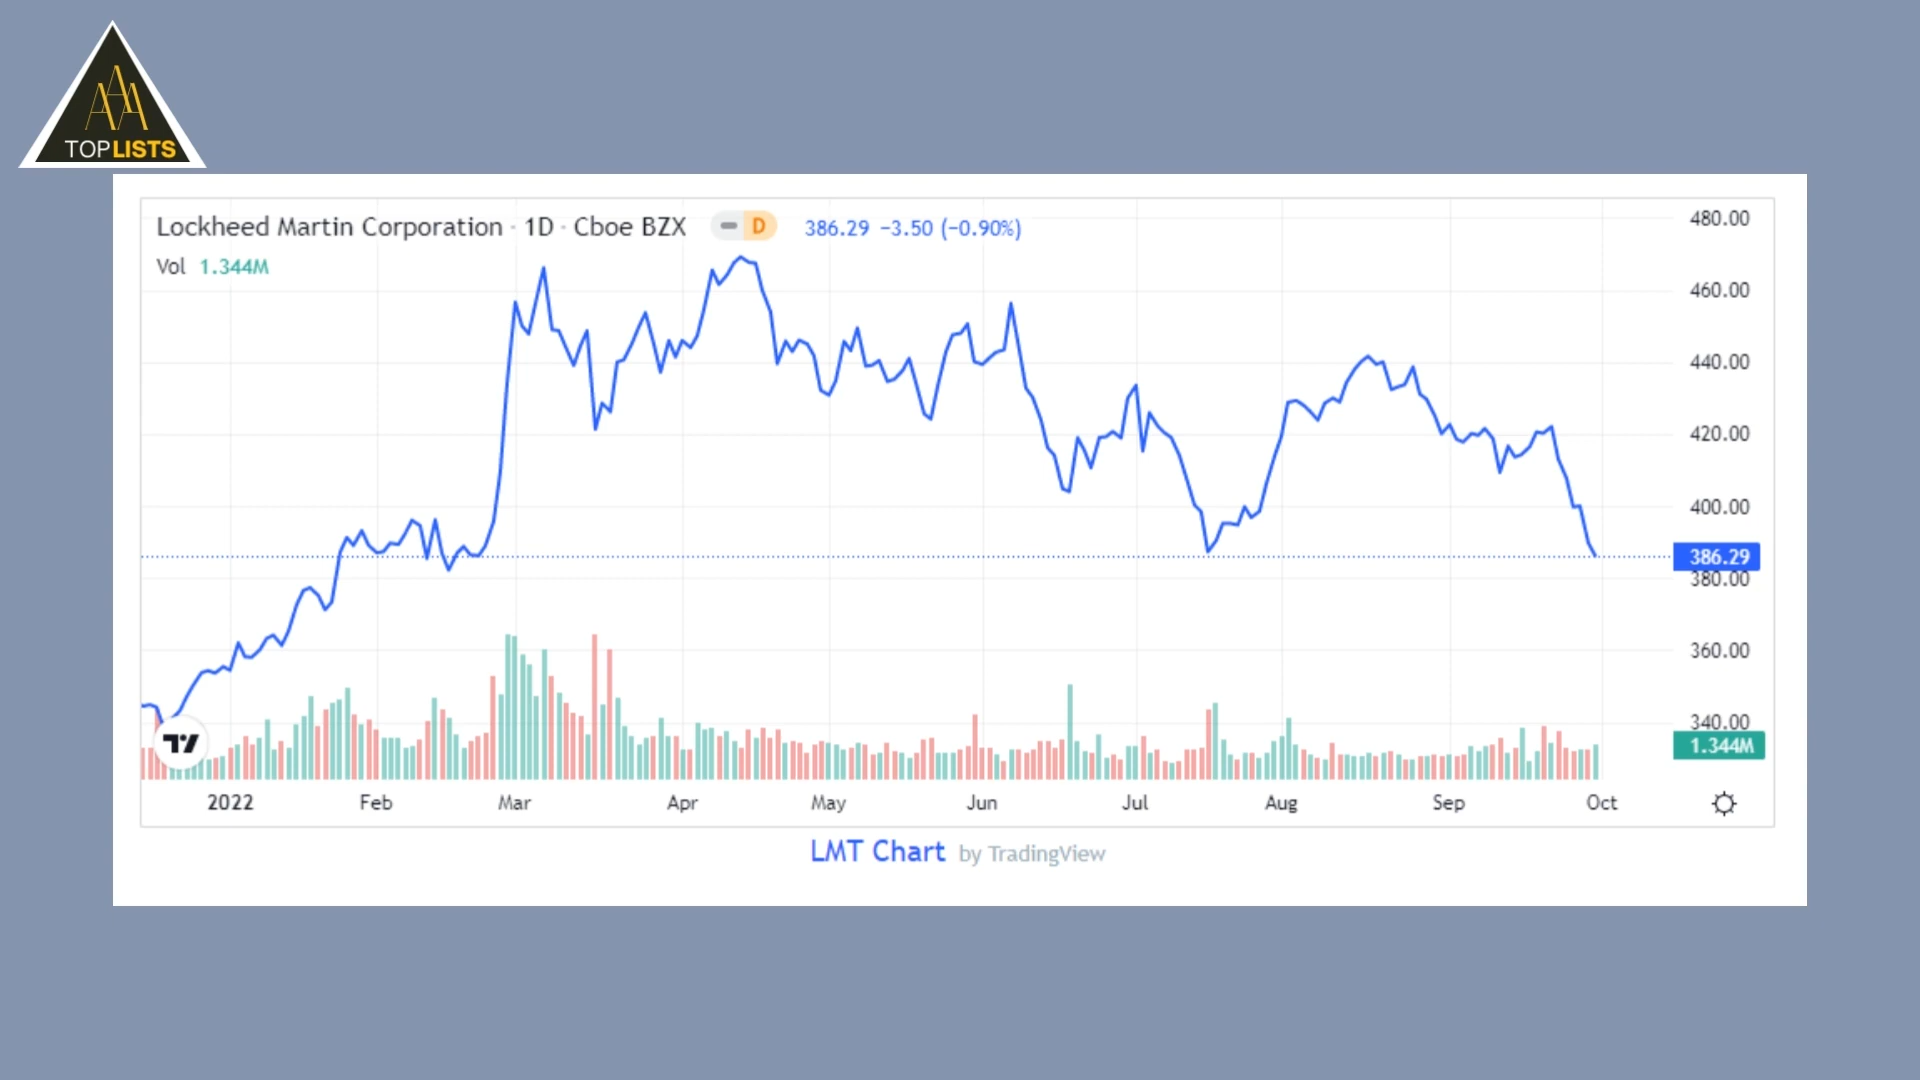 TOPLISTS
Lockheed Martin Corporation · 1D · Cboe BZX D 386.29 −3.50 (−0.90%)
Vol 1.344M
480.00
460.00
440.00
420.00
400.00
386.29
380.00
360.00
340.00
1.344M
2022 Feb Mar Apr May Jun Jul Aug Sep Oct
LMT Chart by TradingView